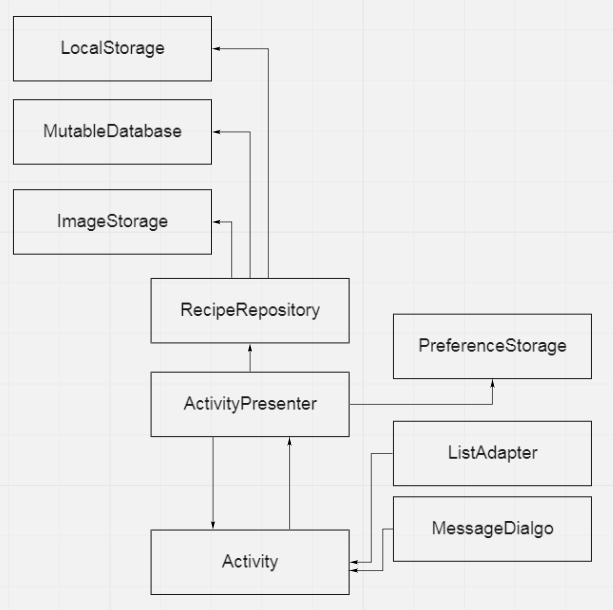 LocalStorage
MutableDatabase
ImageStorage
RecipeRepository
PreferenceStorage
ActivityPresenter
ListAdapter
MessageDialgo
Activity